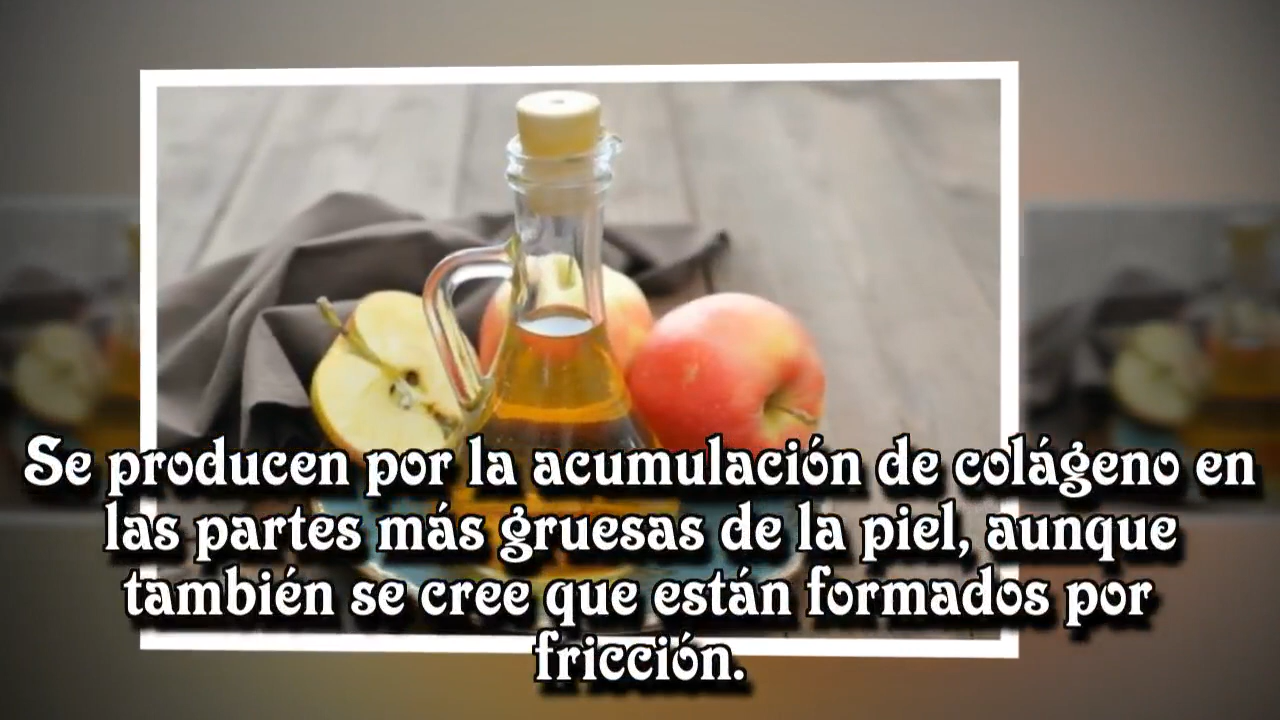 Se producen por la acumulación de colágeno en
las partes más gruesas de la piel, aunque
también se cree que están formados por
fricción.